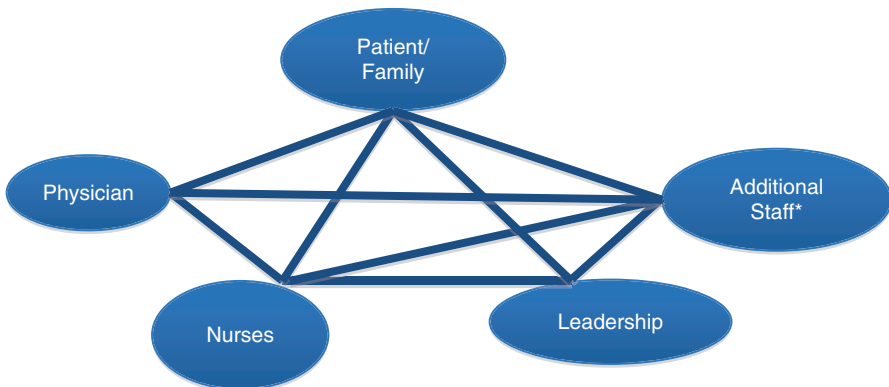 Patient/
Family
Physician
Additional
Staff*
Nurses
Leadership